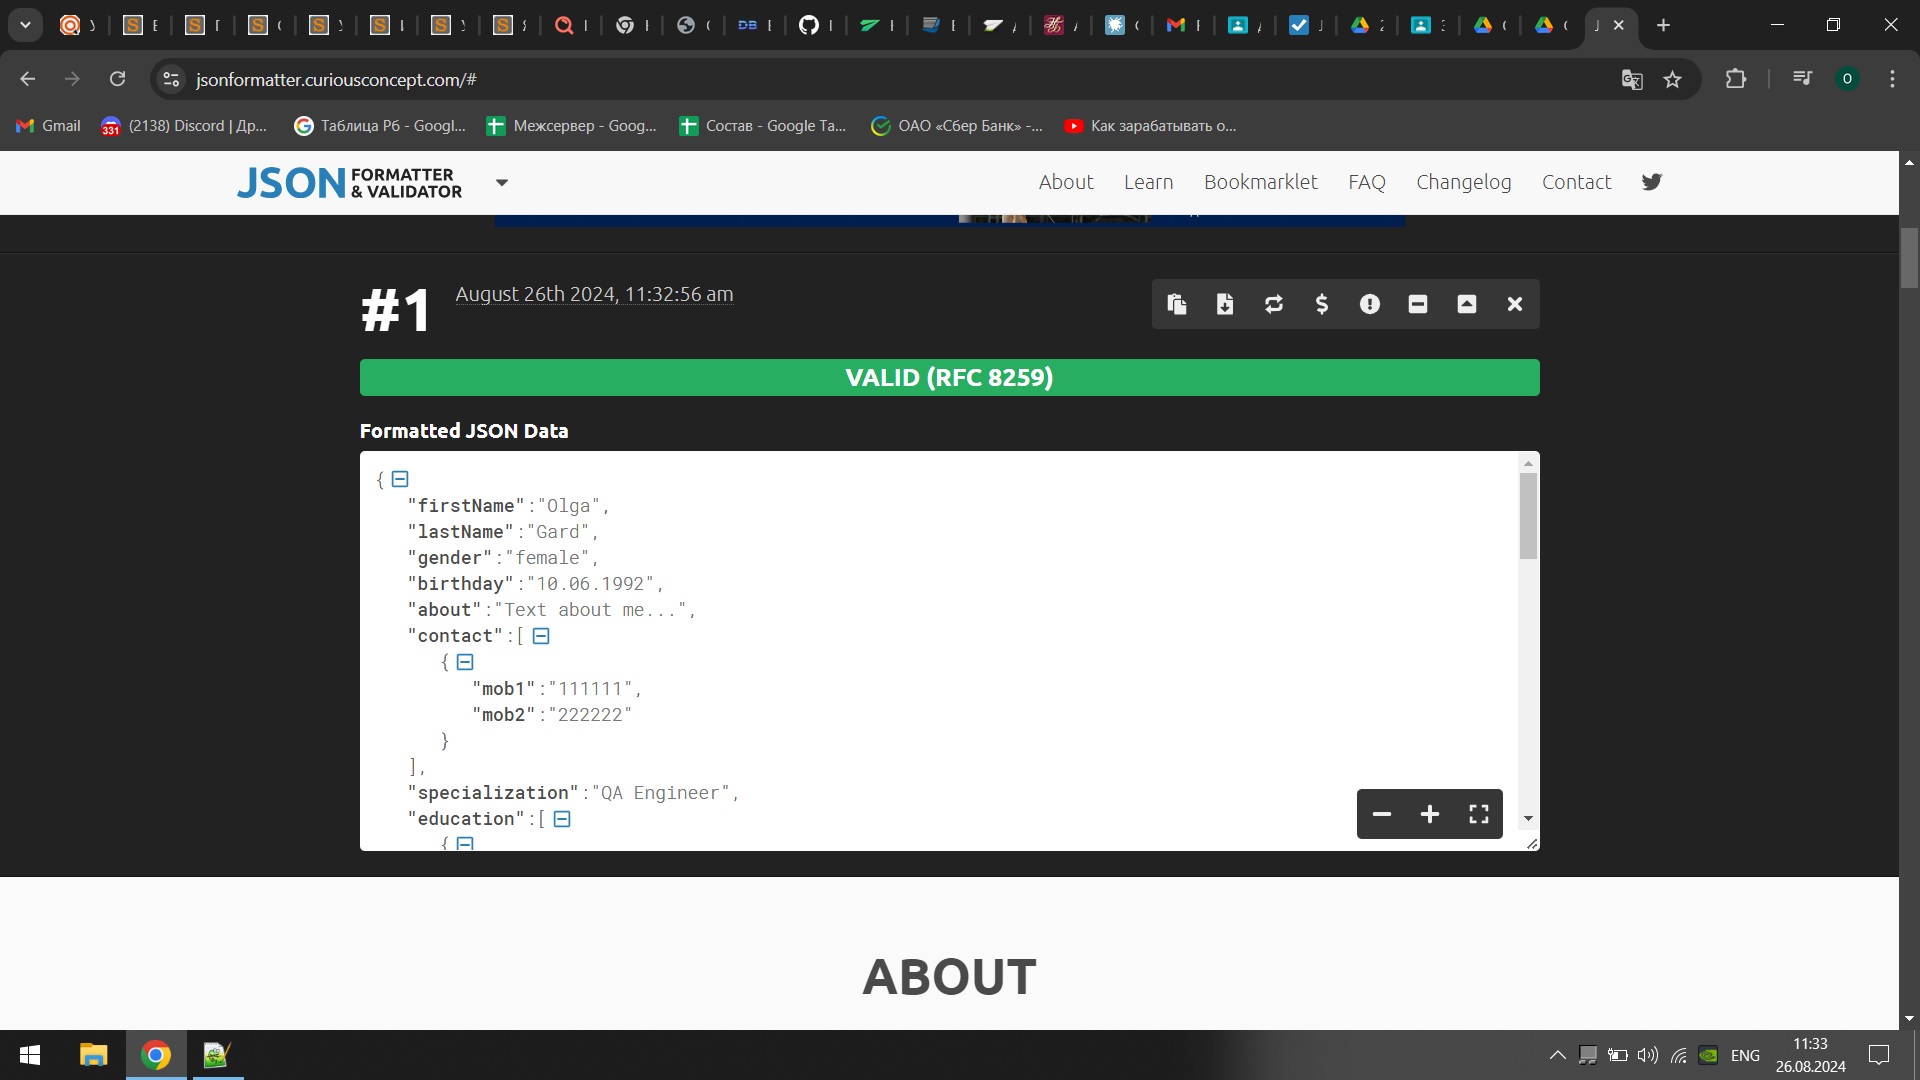 jsonformatter.curiousconcept.com/#
Gmail
331
(2138) Discord | Др...
Таблица Рб - Googl...
Межсервер - Goog...
Состав - Google Та...
ОАО «Сбер Банк» -...
Как зарабатывать о...
JSON FORMATTER & VALIDATOR
About
Learn
Bookmarklet
FAQ
Changelog
Contact
#1
August 26th 2024, 11:32:56 am
VALID (RFC 8259)
Formatted JSON Data
{
"firstName":"Olga",
"lastName":"Gard",
"gender":"female",
"birthday":"10.06.1992",
"about":"Text about me...",
"contact":[
{
"mob1":"111111",
"mob2":"222222"
}
],
"specialization":"QA Engineer",
"education":[
{
ABOUT
ENG
11:33
26.08.2024